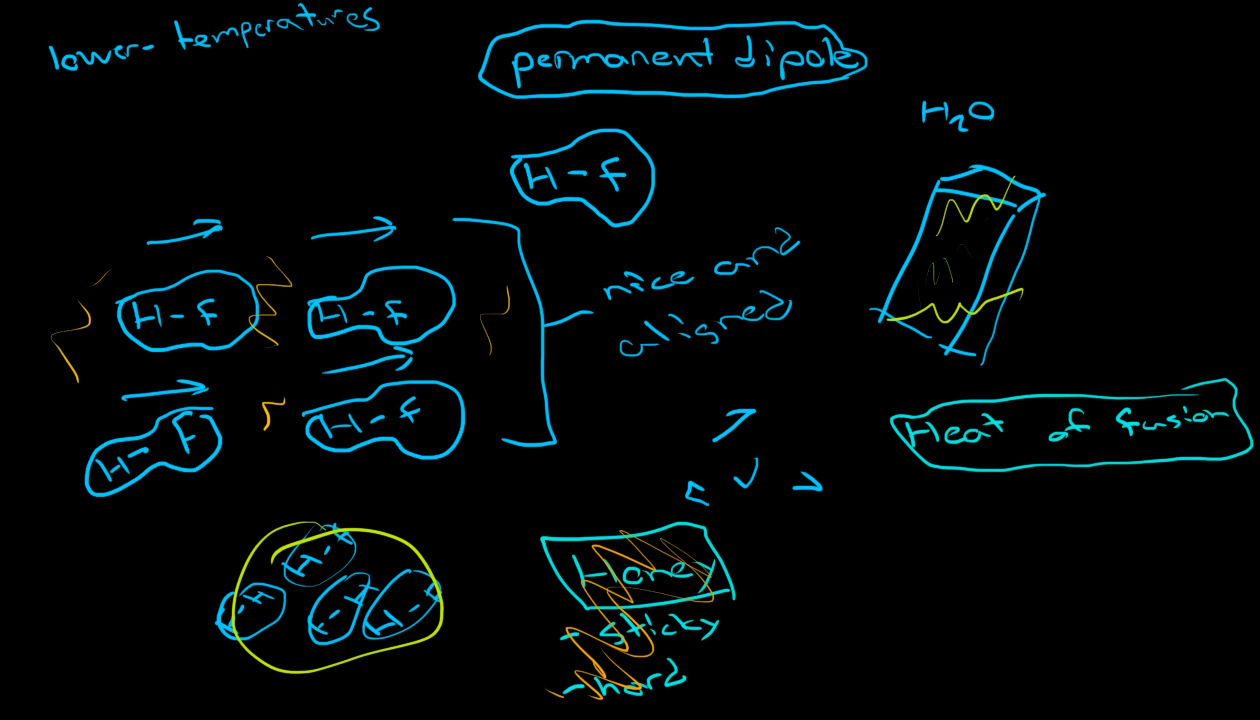 lower- temperatures
permanent dipole
H2O
H-f
H-f
H-f
nice and
aligned
H-F
H-f
Heat of fusion
H-f
H-f
Honey
- sticky
- hard